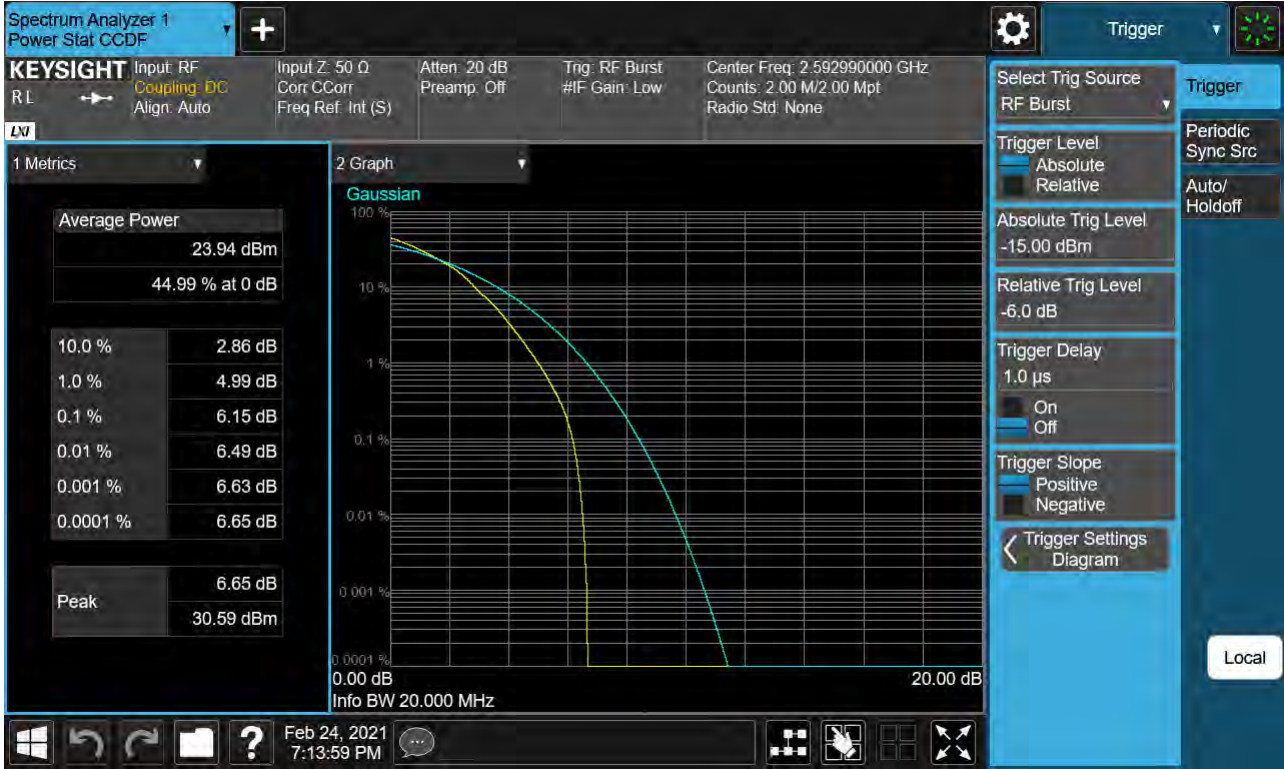 Spectrum Analyzer 1
Power Stat CCDF
+
Trigger
KEYSIGHT
RL
LXI
Input: RF
Coupling: DC
Align: Auto
Input Z: 50 Ω
Corr CCorr
Freq Ref: Int (S)
Atten: 20 dB
Preamp: Off
Trig: RF Burst
#IF Gain: Low
Center Freq: 2.592990000 GHz
Counts: 2.00 M/2.00 Mpt
Radio Std: None
1 Metrics
Average Power
23.94 dBm
44.99 % at 0 dB
10.0 % 2.86 dB
1.0 % 4.99 dB
0.1 % 6.15 dB
0.01 % 6.49 dB
0.001 % 6.63 dB
0.0001 % 6.65 dB
Peak
6.65 dB
30.59 dBm
2 Graph
Gaussian
100 %
10 %
1 %
0.1 %
0.01 %
0.001 %
0.0001 %
0.00 dB 20.00 dB
Info BW 20.000 MHz
Select Trig Source
RF Burst
Trigger Level
Absolute
Relative
Absolute Trig Level
-15.00 dBm
Relative Trig Level
-6.0 dB
Trigger Delay
1.0 µs
On
Off
Trigger Slope
Positive
Negative
Trigger Settings
Diagram
Trigger
Periodic
Sync Src
Auto/
Holdoff
Local
?
Feb 24, 2021
7:13:59 PM